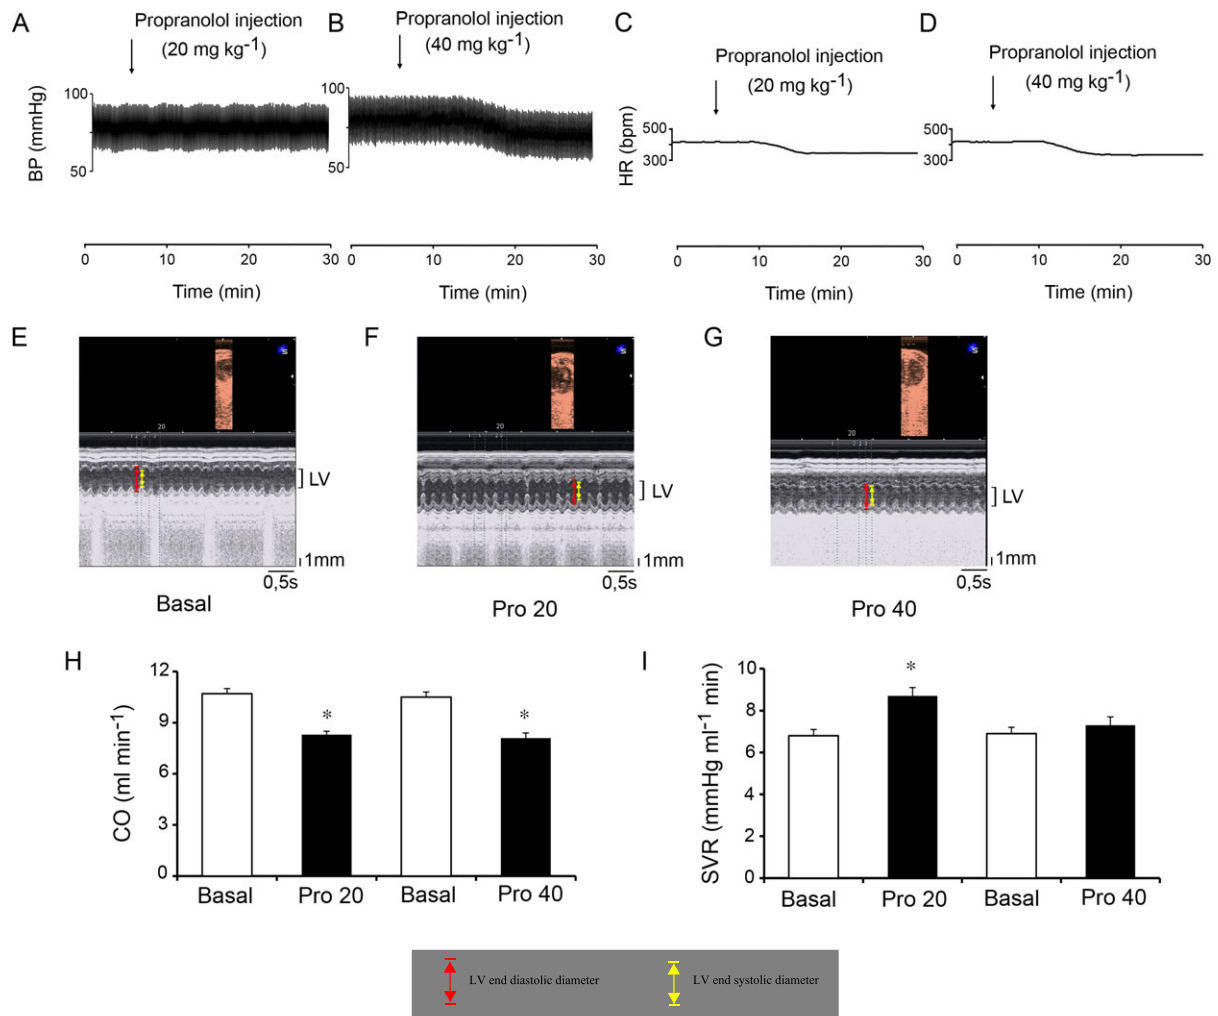 A
Propranolol injection
(20 mg kg-1)
BP (mmHg)
100
50
0
10
20
30
Time (min)
B
Propranolol injection
(40 mg kg-1)
100
50
0
10
20
30
Time (min)
C
Propranolol injection
(20 mg kg-1)
HR (bpm)
500
300
0
10
20
30
Time (min)
D
Propranolol injection
(40 mg kg-1)
500
300
0
10
20
30
Time (min)
E
20
LV
1mm
0,5s
Basal
F
20
LV
1mm
0,5s
Pro 20
G
20
LV
1mm
0,5s
Pro 40
H
CO (ml min-1)
12
9
6
3
0
*
*
Basal
Pro 20
Basal
Pro 40
I
SVR (mmHg ml-1 min)
10
8
6
4
2
0
*
Basal
Pro 20
Basal
Pro 40
LV end diastolic diameter
LV end systolic diameter